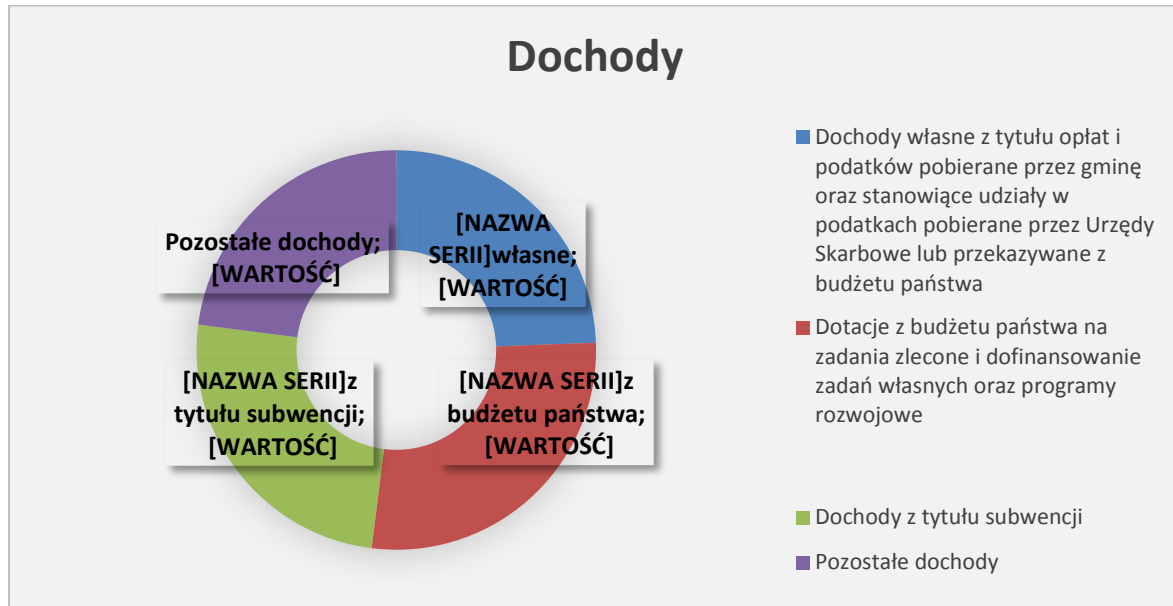 Dochody
Pozostałe dochody;
[WARTOŚĆ]
[NAZWA
SERII]własne;
[WARTOŚĆ]
[NAZWA SERII]z
tytułu subwencji;
[WARTOŚĆ]
[NAZWA SERII]z
budżetu państwa;
[WARTOŚĆ]
Dochody własne z tytułu opłat i
podatków pobierane przez gminę
oraz stanowiące udziały w
podatkach pobierane przez Urzędy
Skarbowe lub przekazywane z
budżetu państwa
Dotacje z budżetu państwa na
zadania zlecone i dofinansowanie
zadań własnych oraz programy
rozwojowe
Dochody z tytułu subwencji
Pozostałe dochody